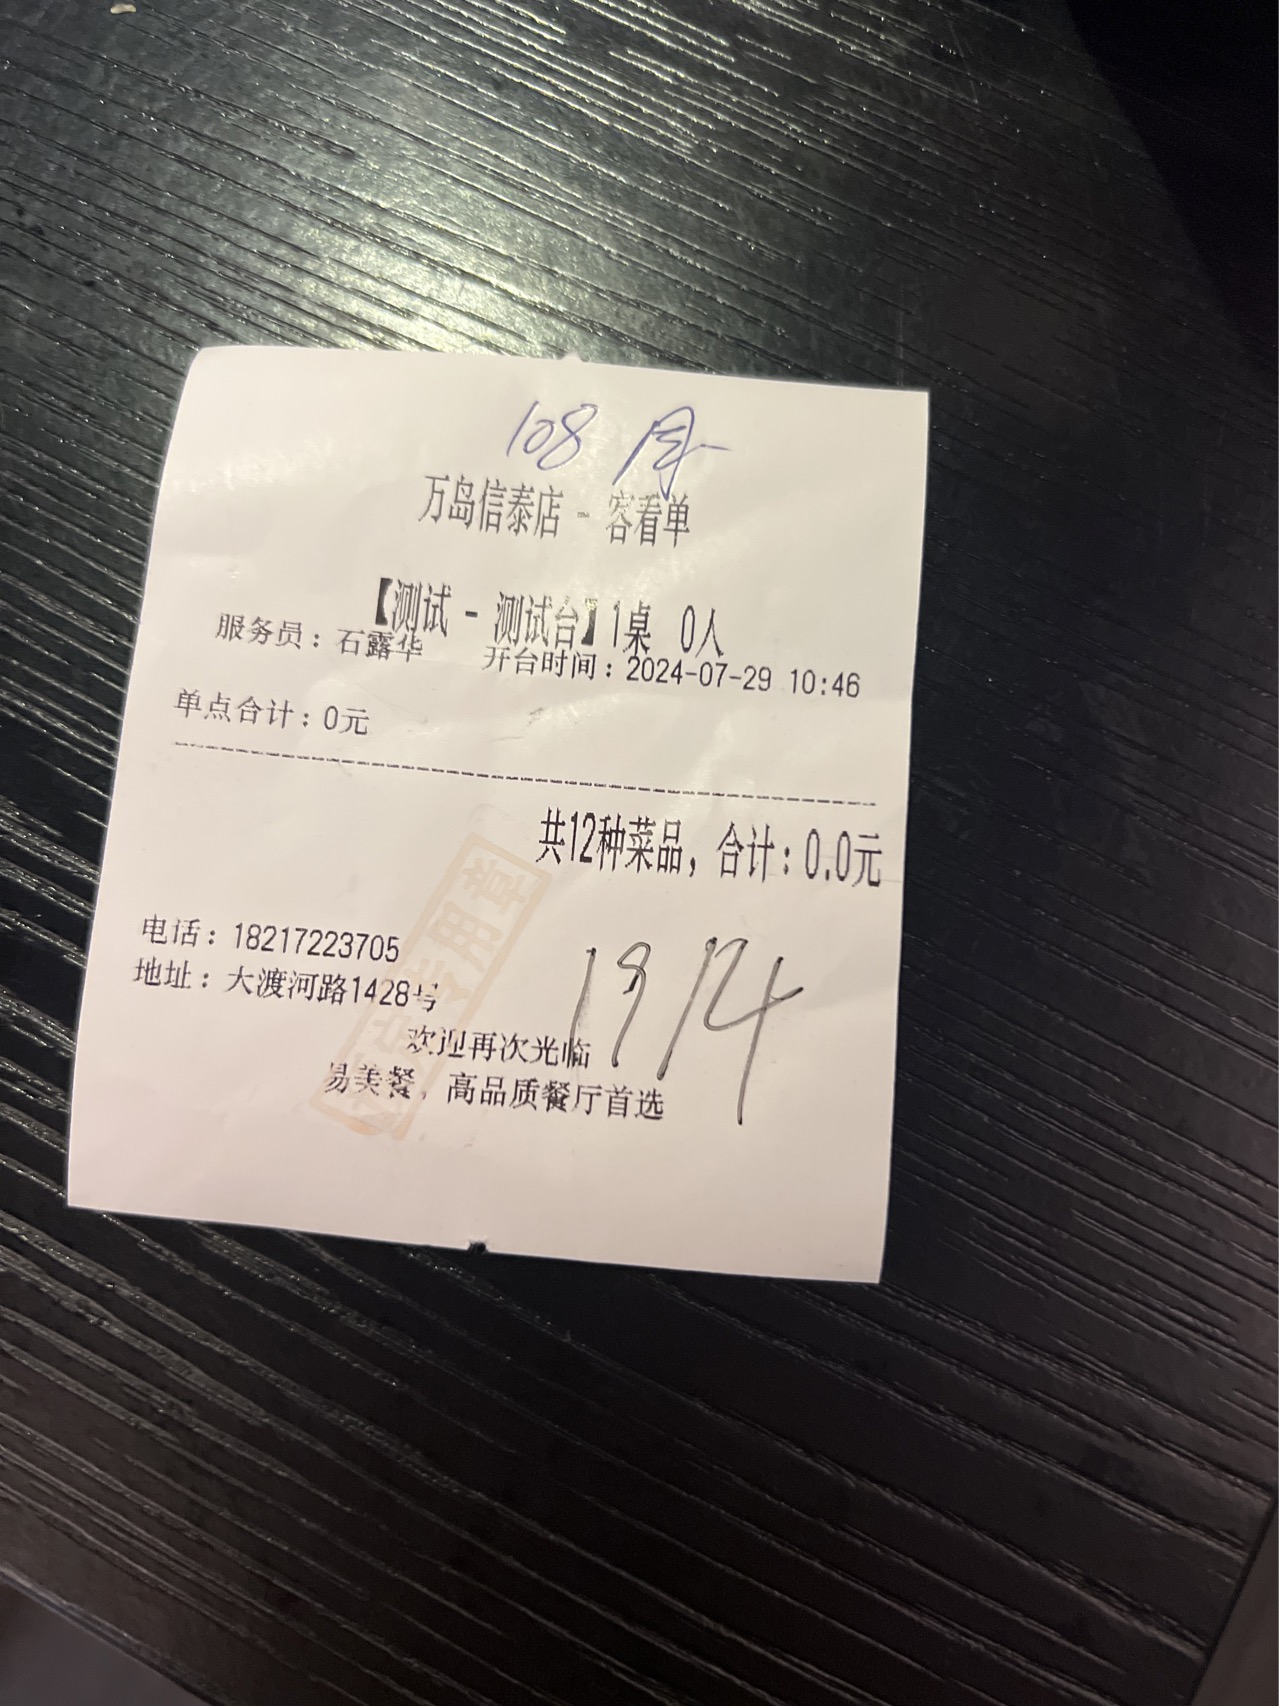 108
万岛信泰店 - 客看单
【测试 - 测试台】1桌 0人
服务员：石露华 开台时间：2024-07-29 10:46
单点合计：0元
共12种菜品，合计：0.0元
专用章
电话：18217223705
地址：大渡河路1428号
欢迎再次光临
易美餐，高品质餐厅首选